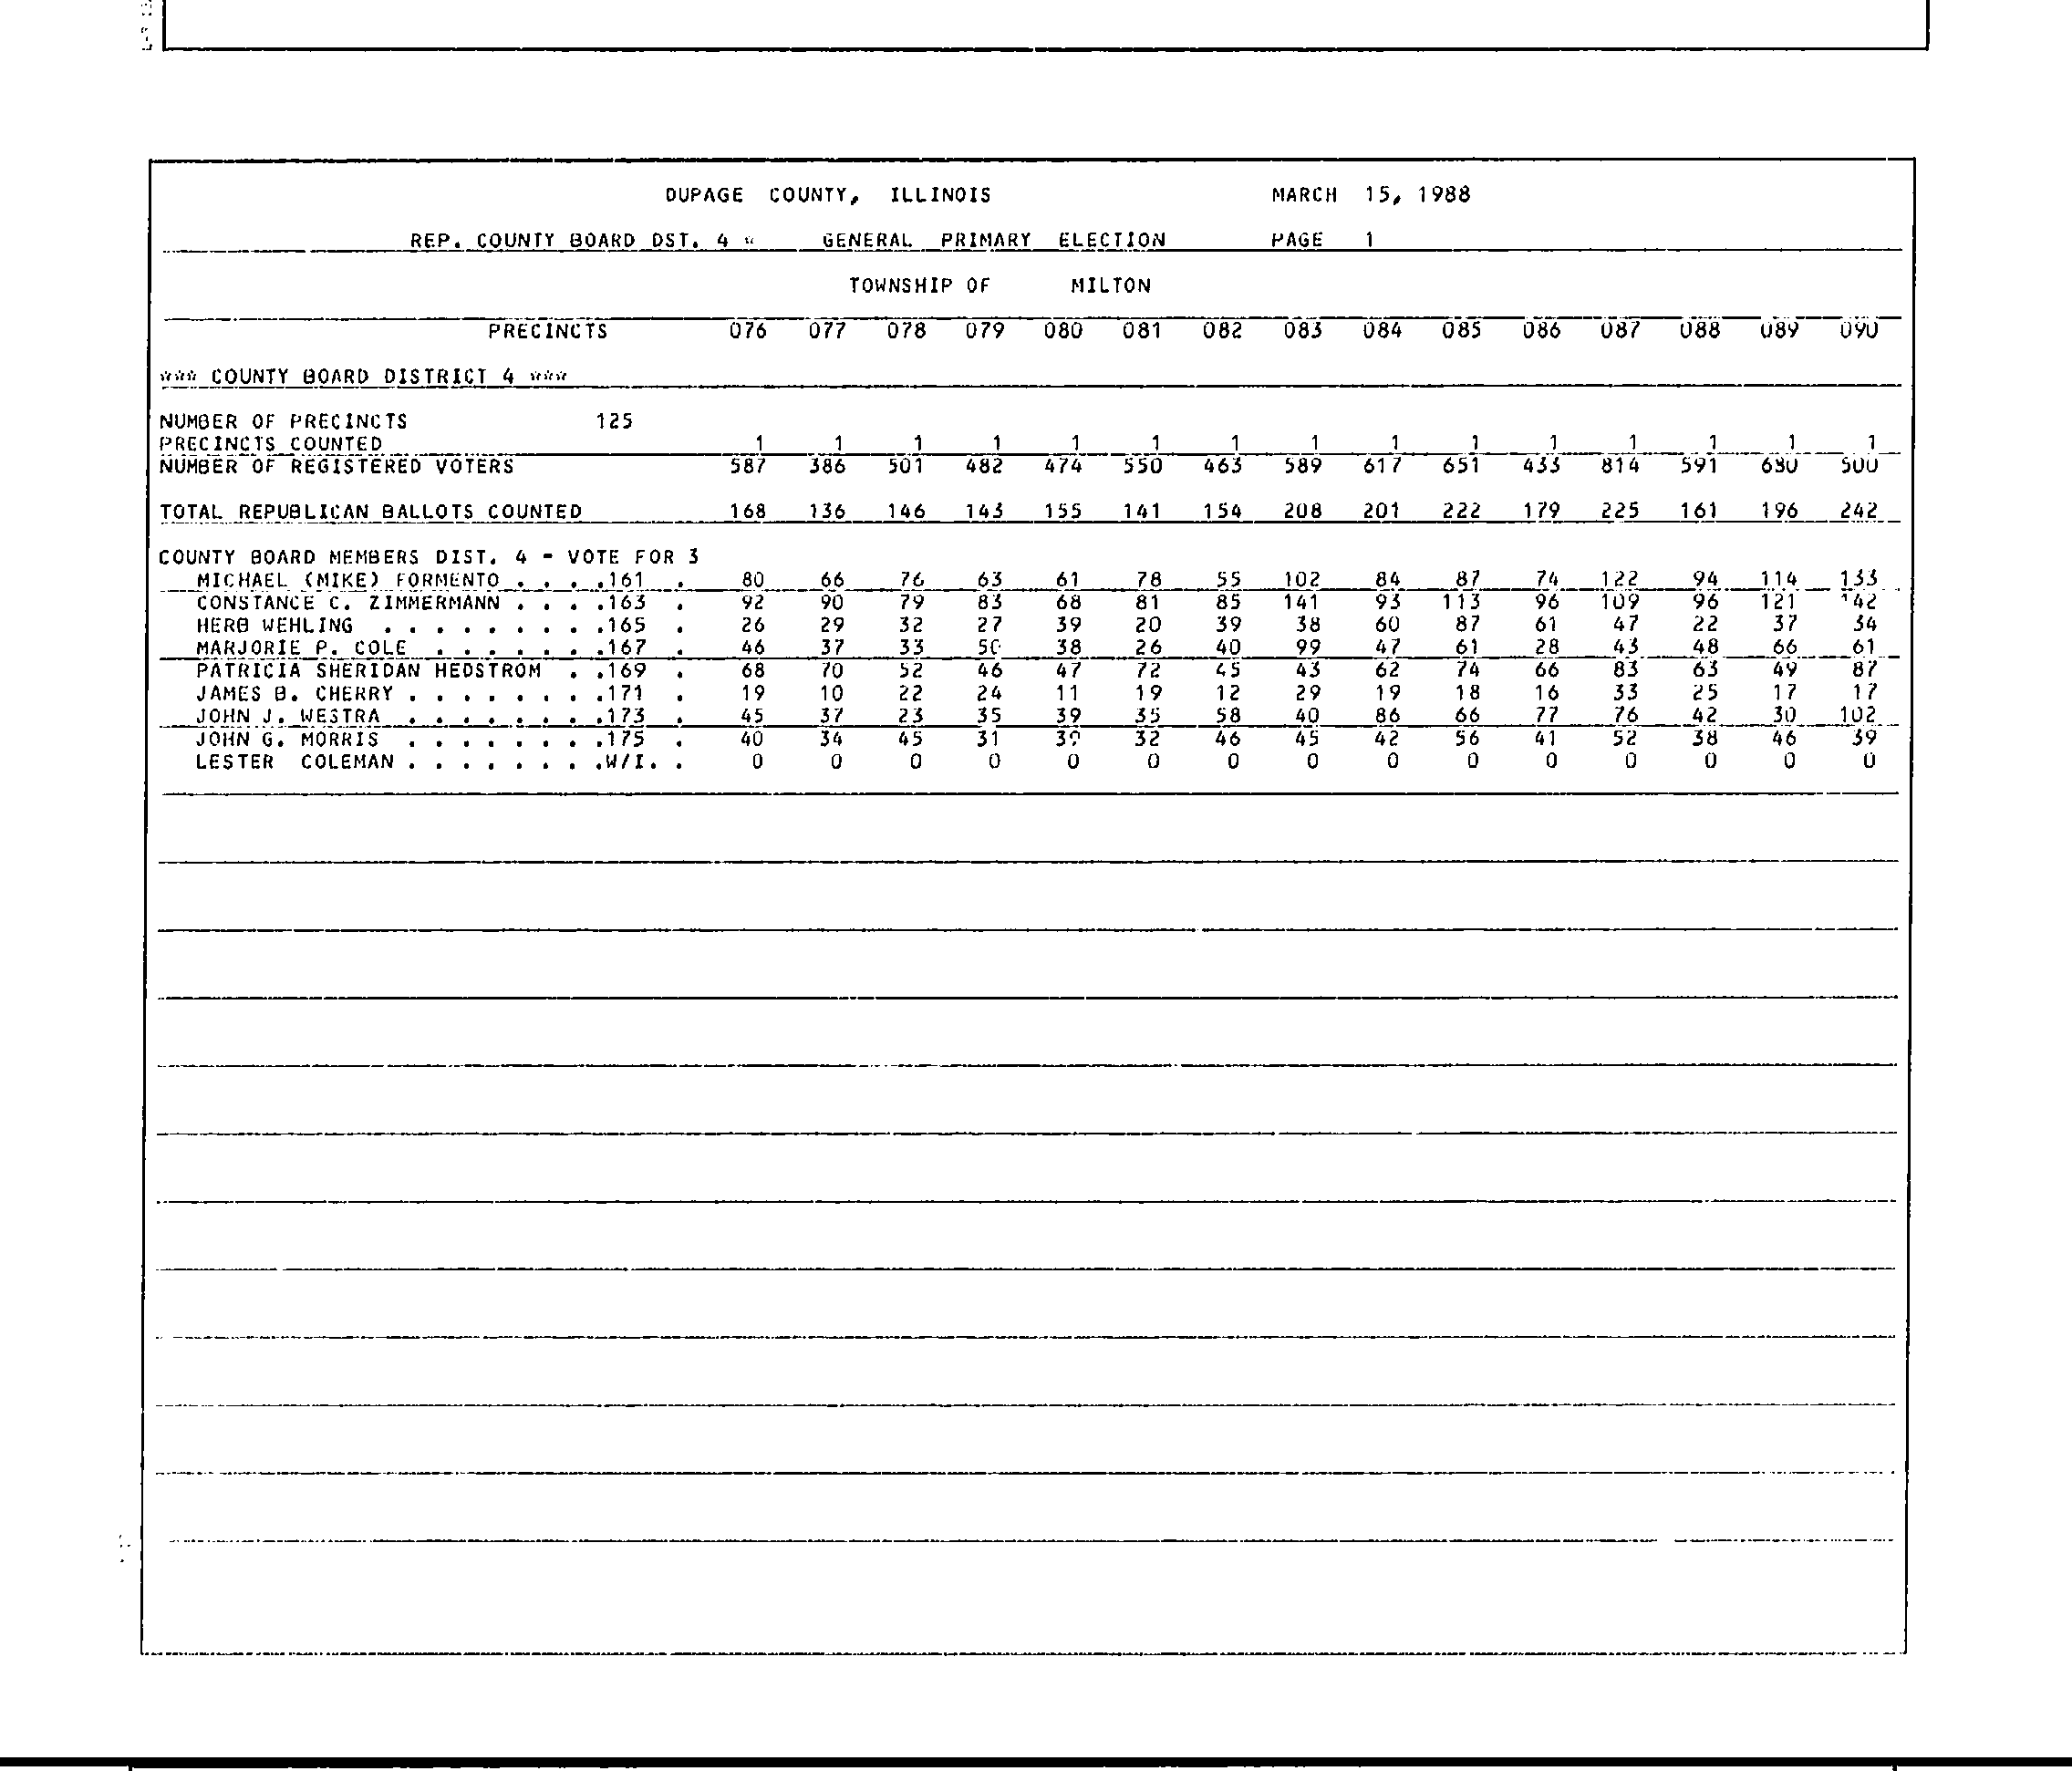 DUPAGE COUNTY, ILLINOIS MARCH 15, 1988
REP. COUNTY BOARD DST. 4 * GENERAL PRIMARY ELECTION PAGE 1
TOWNSHIP OF MILTON
PRECINCTS 076 077 078 079 080 081 082 083 084 085 086 087 088 089 090
*** COUNTY BOARD DISTRICT 4 ***
NUMBER OF PRECINCTS 125
PRECINCTS COUNTED 1 1 1 1 1 1 1 1 1 1 1 1 1 1 1
NUMBER OF REGISTERED VOTERS 587 386 501 482 474 550 463 589 617 651 433 814 591 680 500
TOTAL REPUBLICAN BALLOTS COUNTED 168 136 146 143 155 141 154 208 201 222 179 225 161 196 242
COUNTY BOARD MEMBERS DIST. 4 - VOTE FOR 3
MICHAEL (MIKE) FORMENTO . . . .161 . 80 66 76 63 61 78 55 102 84 87 74 122 94 114 133
CONSTANCE C. ZIMMERMANN . . . .163 . 92 90 79 83 68 81 85 141 93 113 96 109 96 121 142
HERB WEHLING . . . . . . . . .165 . 26 29 32 27 39 20 39 38 60 87 61 47 22 37 34
MARJORIE P. COLE . . . . . . .167 . 46 37 33 50 38 26 40 99 47 61 28 43 48 66 61
PATRICIA SHERIDAN HEDSTROM . .169 . 68 70 52 46 47 72 45 43 62 74 66 83 63 49 87
JAMES B. CHERRY . . . . . . . .171 . 19 10 22 24 11 19 12 29 19 18 16 33 25 17 17
JOHN J. WESTRA . . . . . . . .173 . 45 37 23 35 39 35 58 40 86 66 77 76 42 30 102
JOHN G. MORRIS . . . . . . . .175 . 40 34 45 31 32 46 45 42 56 41 52 38 46 39
LESTER COLEMAN . . . . . . . .W/I. . 0 0 0 0 0 0 0 0 0 0 0 0 0 0 0